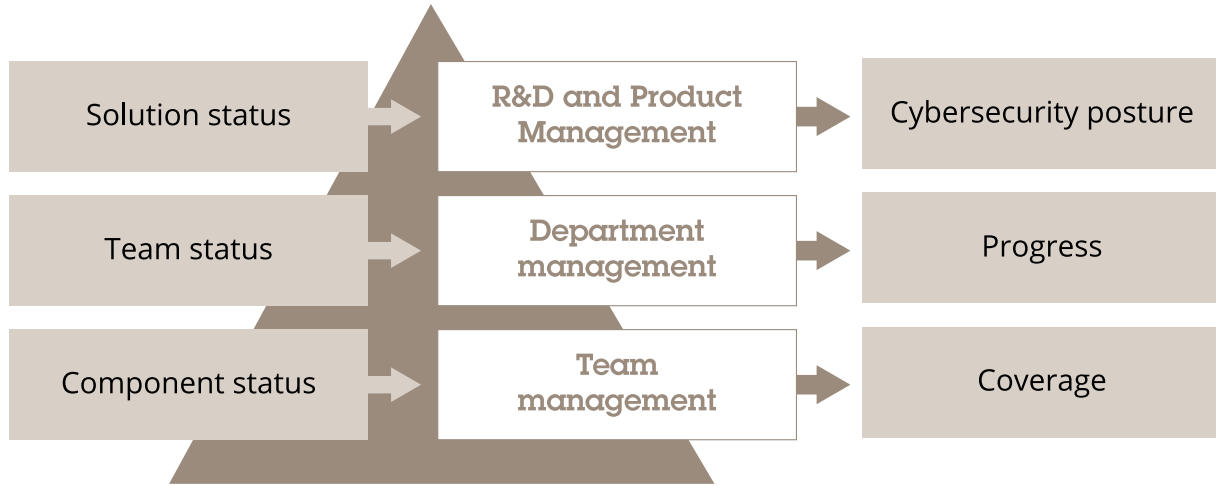 Solution status
R&D and Product
Management
Cybersecurity posture
Team status
Department
management
Progress
Component status
Team
management
Coverage